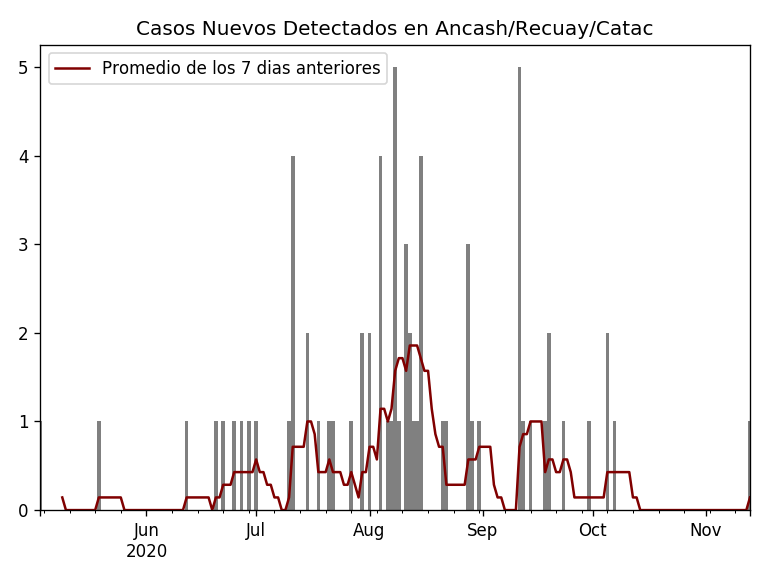 Casos Nuevos Detectados en Ancash/Recuay/Catac
Promedio de los 7 dias anteriores
5
4
3
2
1
0
Jun Jul Aug Sep Oct Nov
2020